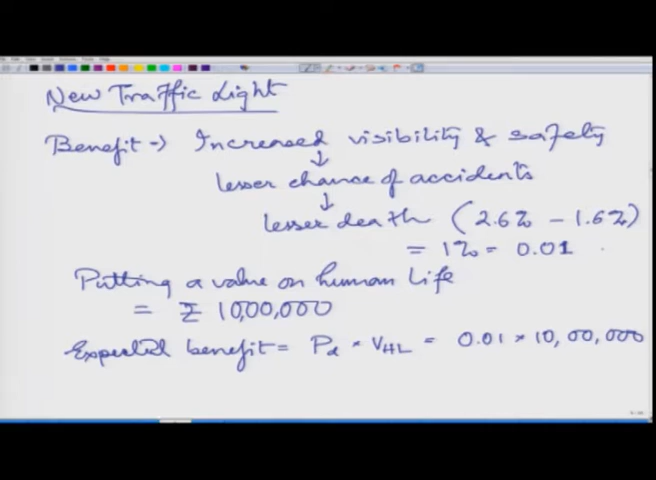 New Traffic Light
Benefit → Increased visibility & safety
↓
lesser chance of accidents
↓
lesser death (2.6% - 1.6%)
= 1% = 0.01
Putting a value on human life
= ₹ 10,00,000
Expected benefit = Pd × VHL = 0.01 × 10,00,000